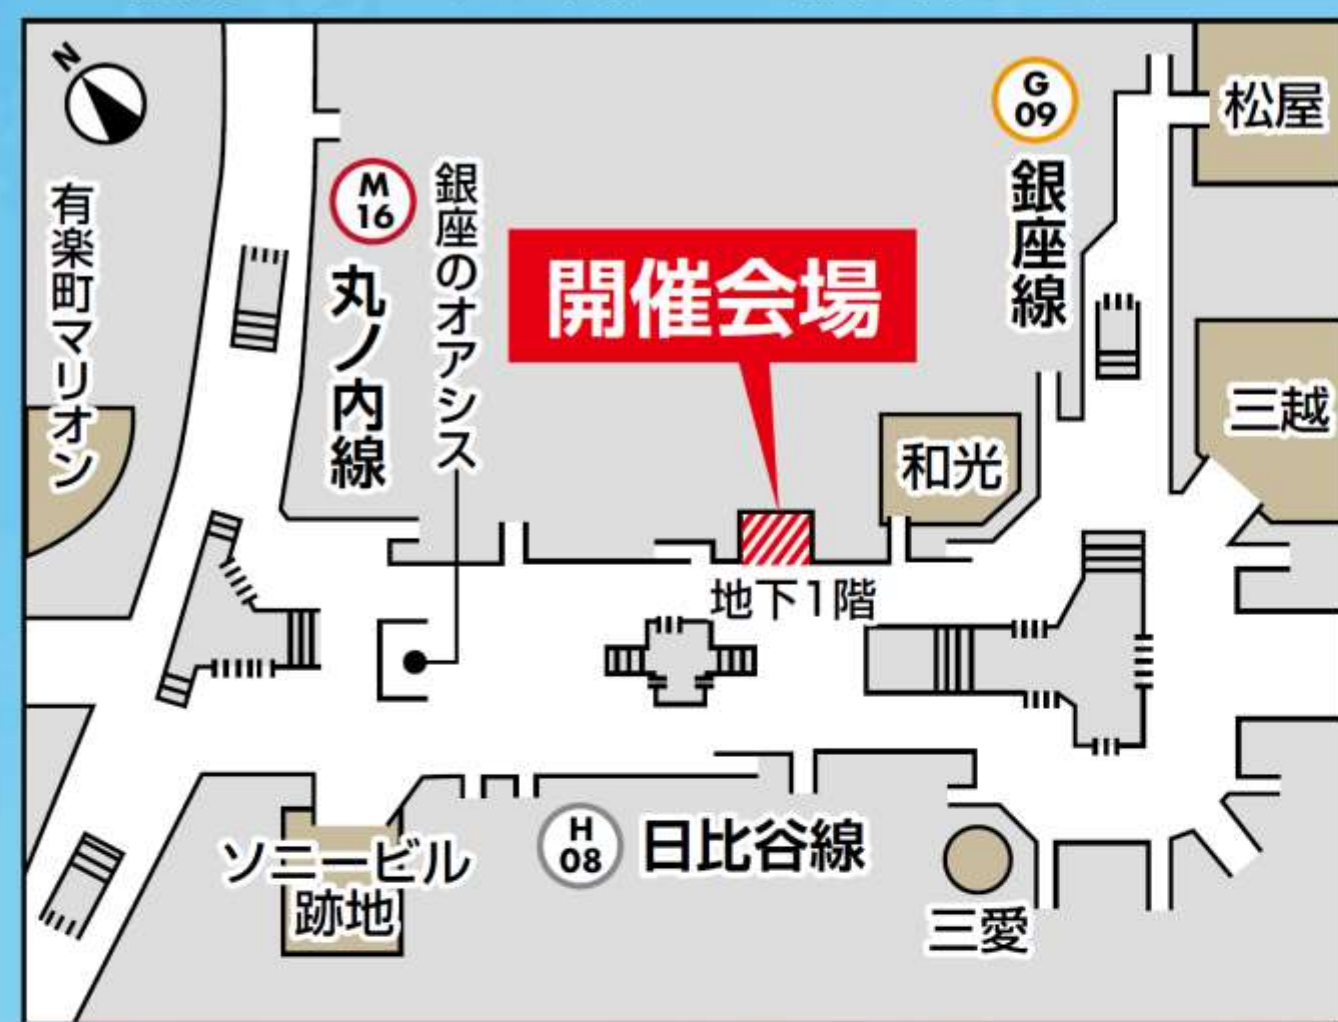 N
有楽町マリオン
M
16
丸ノ内線
銀座のオアシス
開催会場
G
09
銀座線
松屋
三越
和光
地下1階
ソニービル
跡地
H
08
日比谷線
三愛